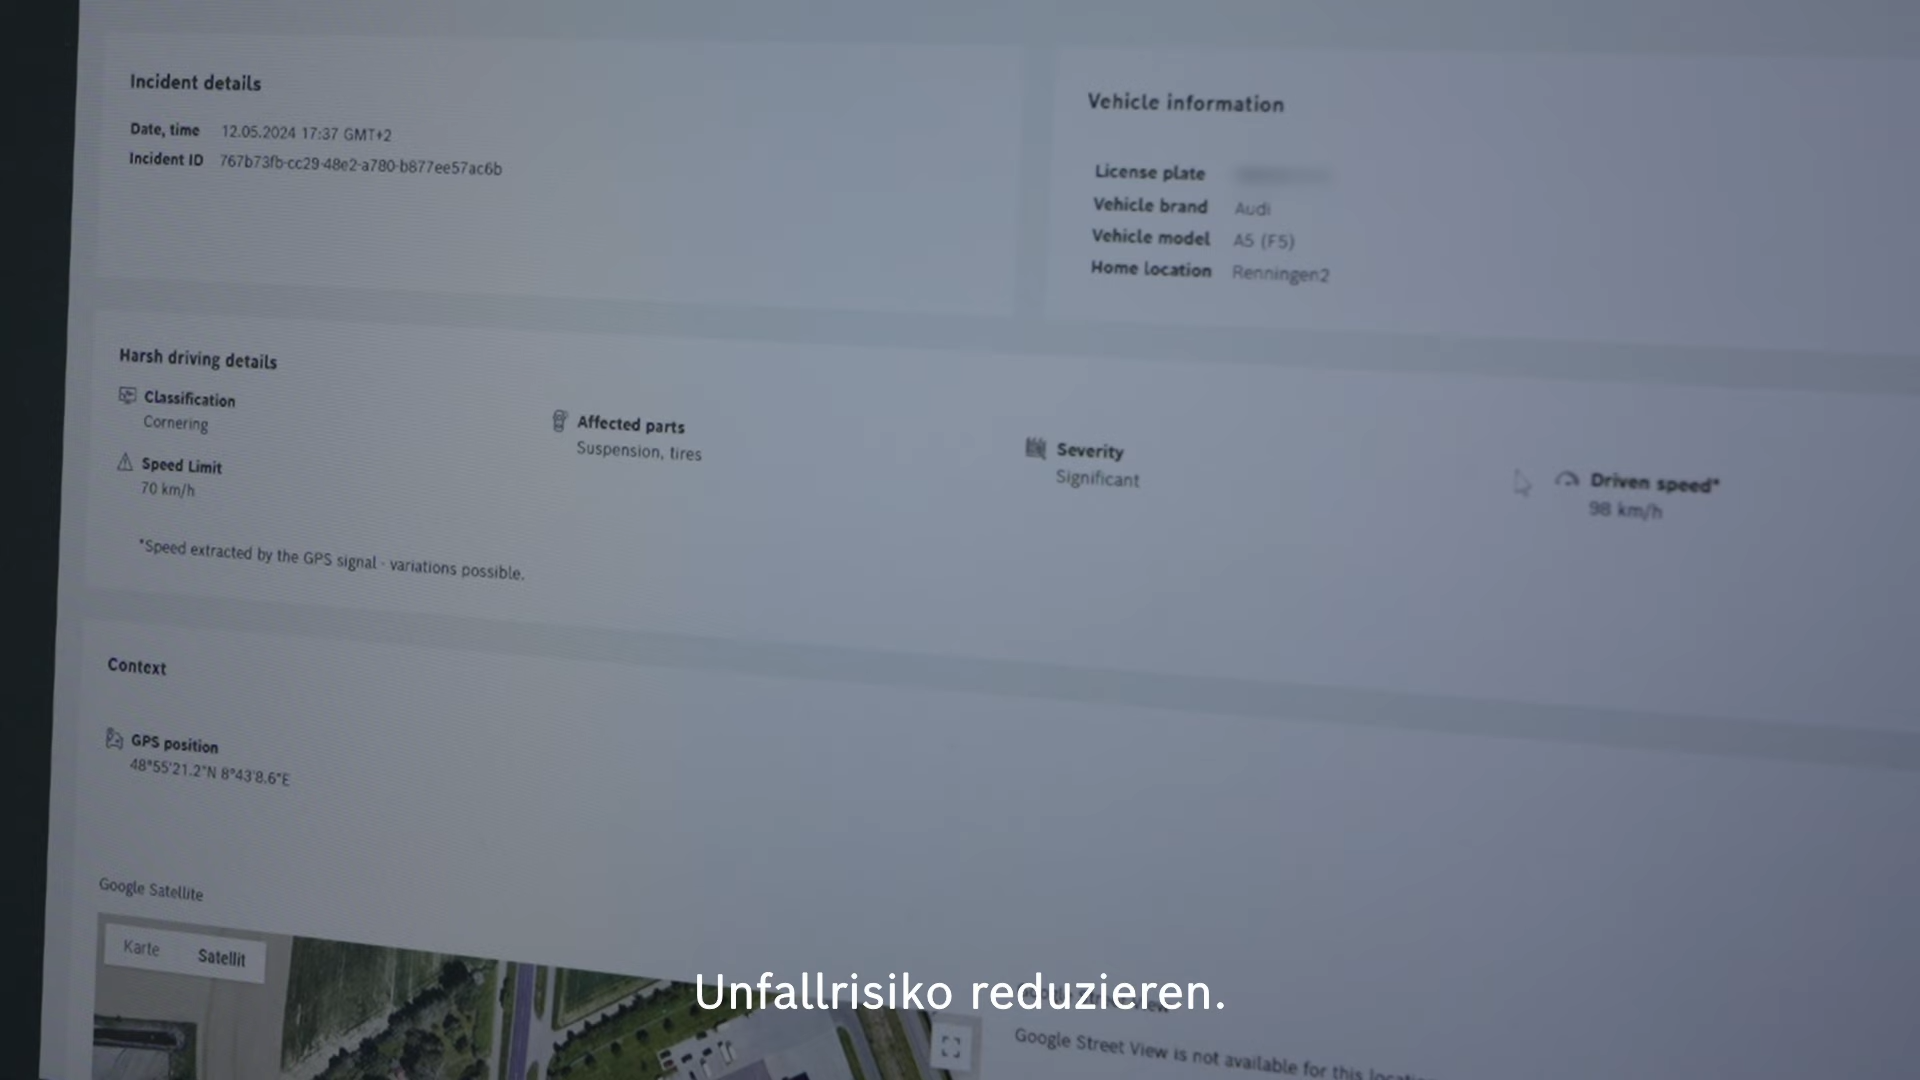 Incident details
Date, time 12.05.2024 17:37 GMT+2
Incident ID 767b73fb-cc29-48e2-a780-b877ee57ac6b
Vehicle information
License plate
Vehicle brand Audi
Vehicle model A5 (F5)
Home location Renningen2
Harsh driving details
Classification
Cornering
Affected parts
Suspension, tires
Severity
Significant
Driven speed*
98 km/h
Speed Limit
70 km/h
*Speed extracted by the GPS signal - variations possible.
Context
GPS position
48°55'21.2"N 8°43'8.6"E
Google Satellite
Karte Satellit
Google Street View is not available for this
Unfallrisiko reduzieren.